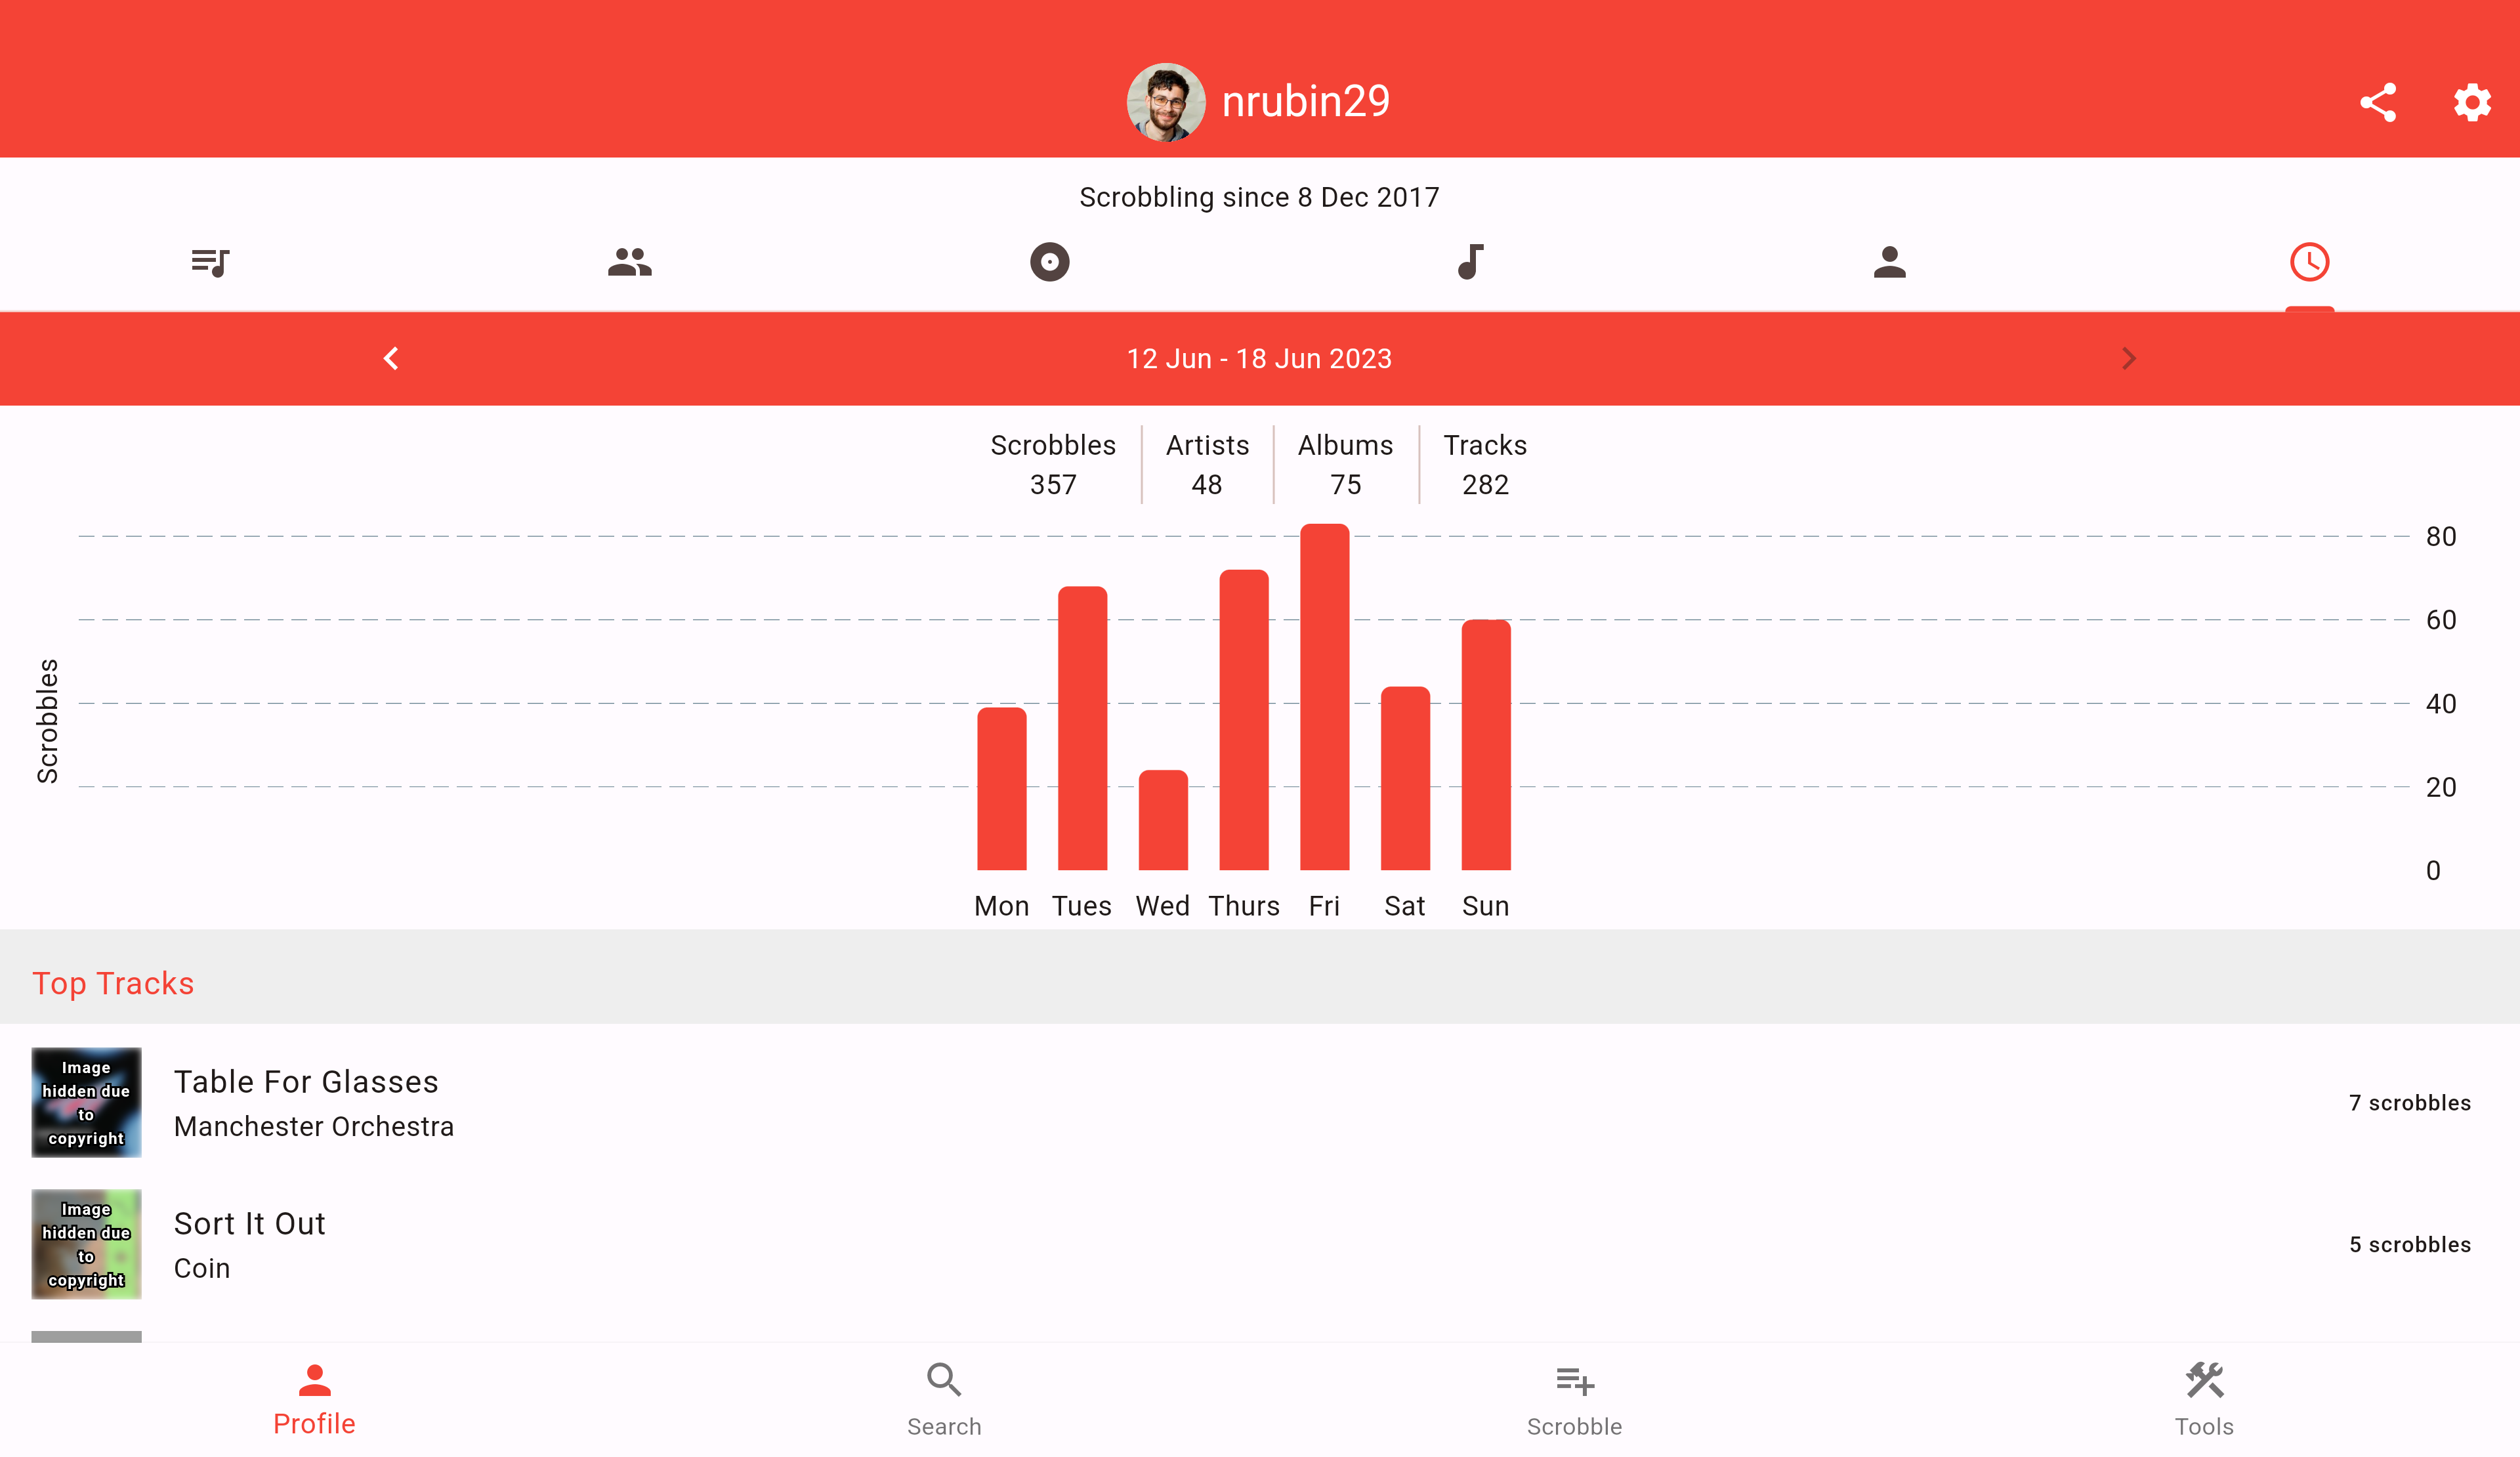 nrubin29
Scrobbling since 8 Dec 2017
12 Jun - 18 Jun 2023
Scrobbles Artists Albums Tracks
357 48 75 282
80
60
40
20
0
Scrobbles
Mon Tues Wed Thurs Fri Sat Sun
Top Tracks
Image
hidden due
to
copyright
Table For Glasses
Manchester Orchestra
7 scrobbles
Image
hidden due
to
copyright
Sort It Out
Coin
5 scrobbles
Profile Search Scrobble Tools